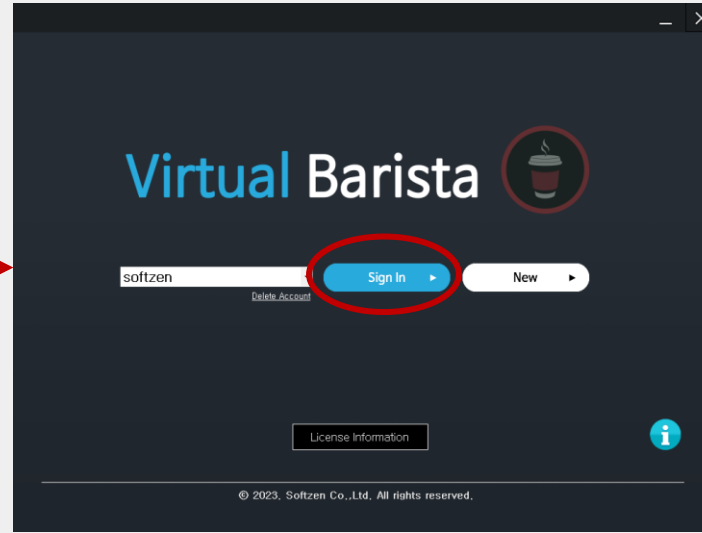 Virtual Barista
softzen
Sign In
New
Delete Account
License Information
© 2023. Softzen Co.,Ltd. All rights reserved.